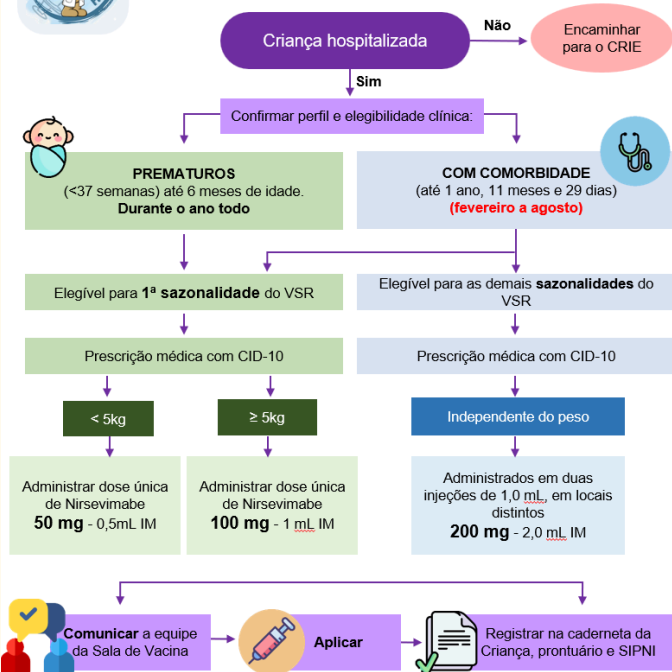 Criança hospitalizada
Não
Encaminhar
para o CRIE
Sim
Confirmar perfil e elegibilidade clínica:
PREMATUROS
(<37 semanas) até 6 meses de idade.
Durante o ano todo
COM COMORBIDADE
(até 1 ano, 11 meses e 29 dias)
(fevereiro a agosto)
Elegível para 1ª sazonalidade do VSR
Elegível para as demais sazonalidades do
VSR
Prescrição médica com CID-10
Prescrição médica com CID-10
< 5kg
≥ 5kg
Independente do peso
Administrar dose única
de Nirsevimabe
50 mg - 0,5mL IM
Administrar dose única
de Nirsevimabe
100 mg - 1 mL IM
Administrados em duas
injeções de 1,0 mL, em locais
distintos
200 mg - 2,0 mL IM
Comunicar a equipe
da Sala de Vacina
Aplicar
Registrar na caderneta da
Criança, prontuário e SIPNI